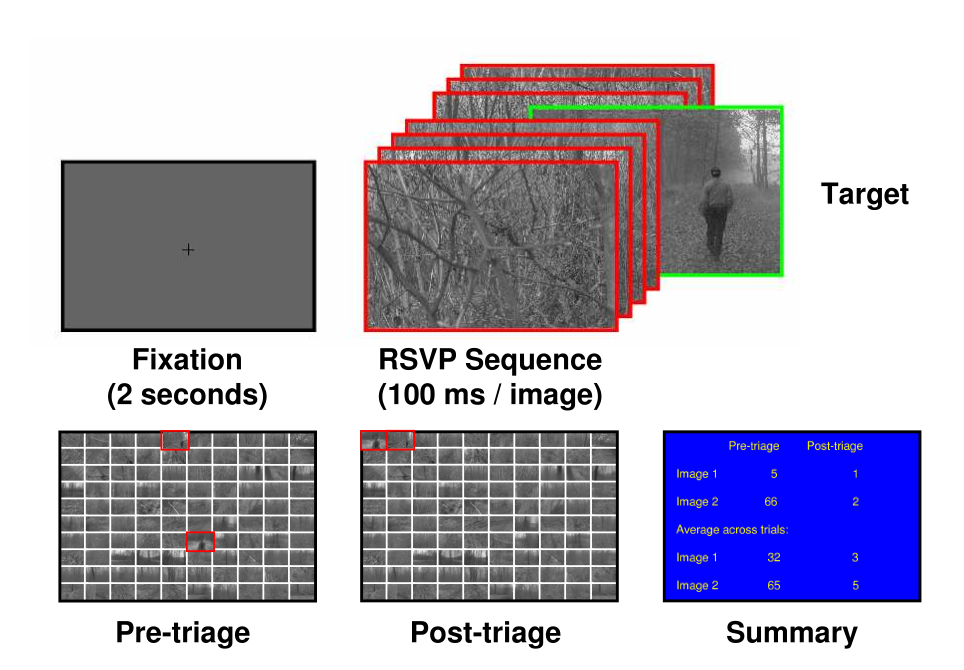 Target
Fixation
(2 seconds)
RSVP Sequence
(100 ms / image)
Pre-triage Post-triage
Image 1 5 1
Image 2 66 2
Average across trials:
Image 1 32 3
Image 2 65 5
Pre-triage
Post-triage
Summary